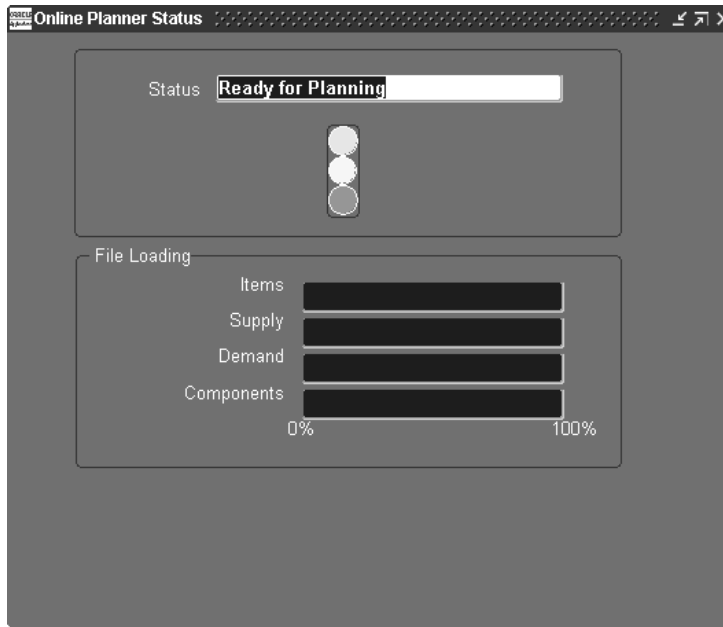 Online Planner Status
Status Ready for Planning
File Loading
Items
Supply
Demand
Components
0% 100%